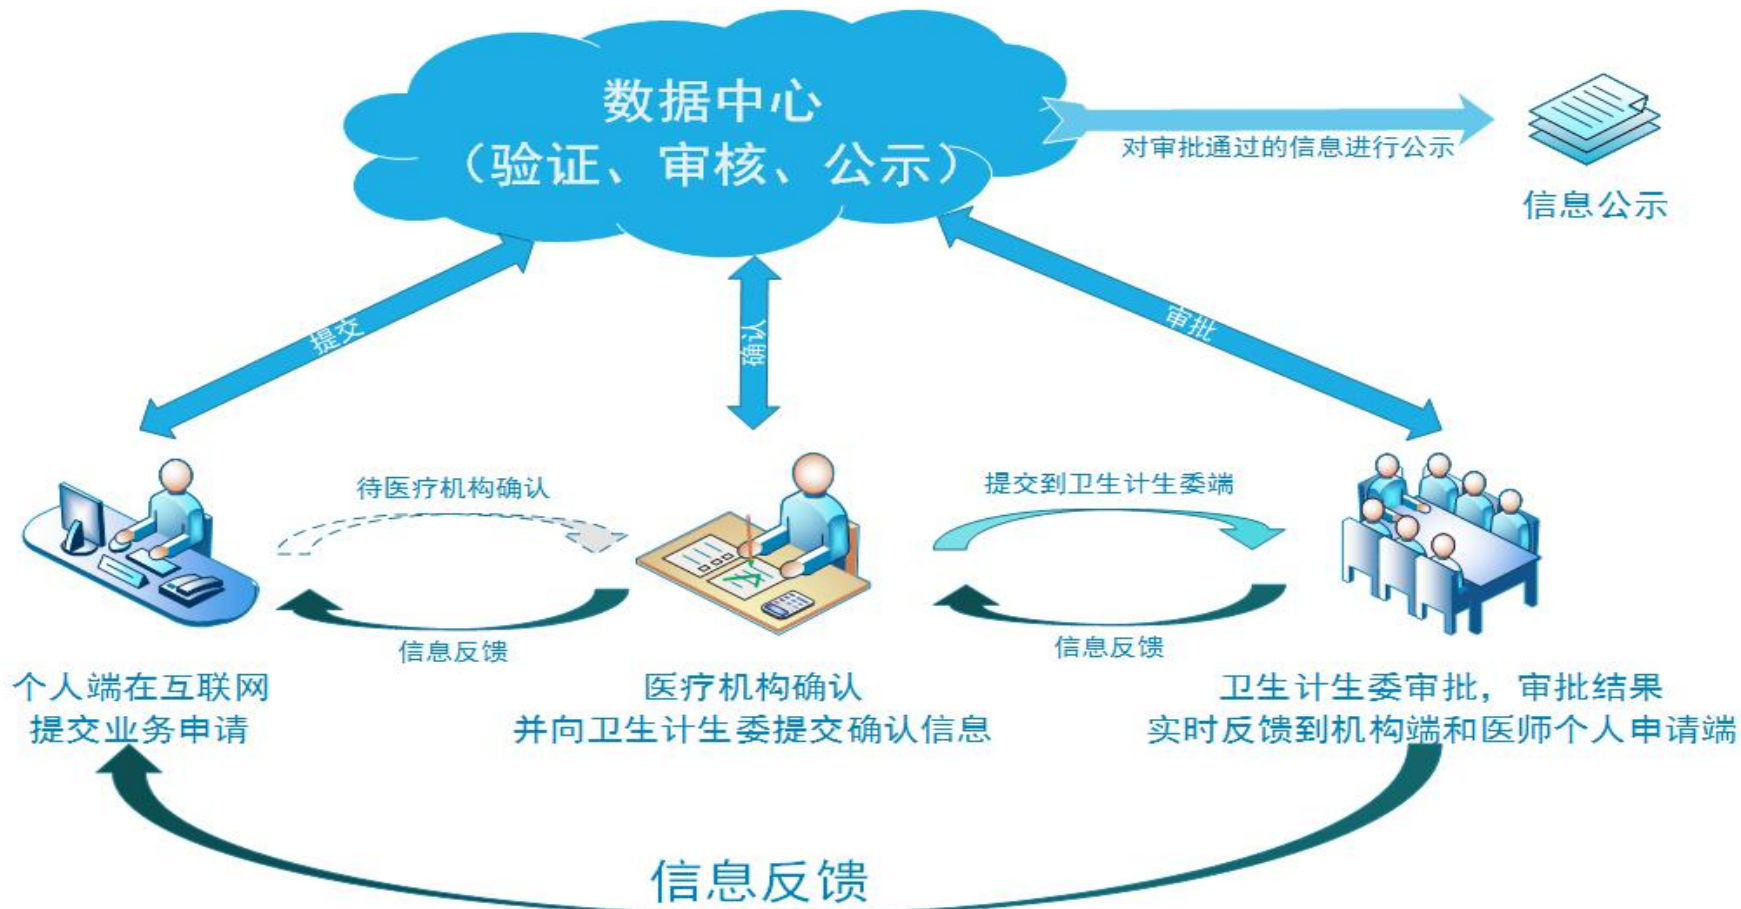 数据中心
（验证、审核、公示）
对审批通过的信息进行公示
信息公示
提交
确认
审批
待医疗机构确认
提交到卫生计生委端
信息反馈
信息反馈
个人端在互联网
提交业务申请
医疗机构确认
并向卫生计生委提交确认信息
卫生计生委审批，审批结果
实时反馈到机构端和医师个人申请端
信息反馈